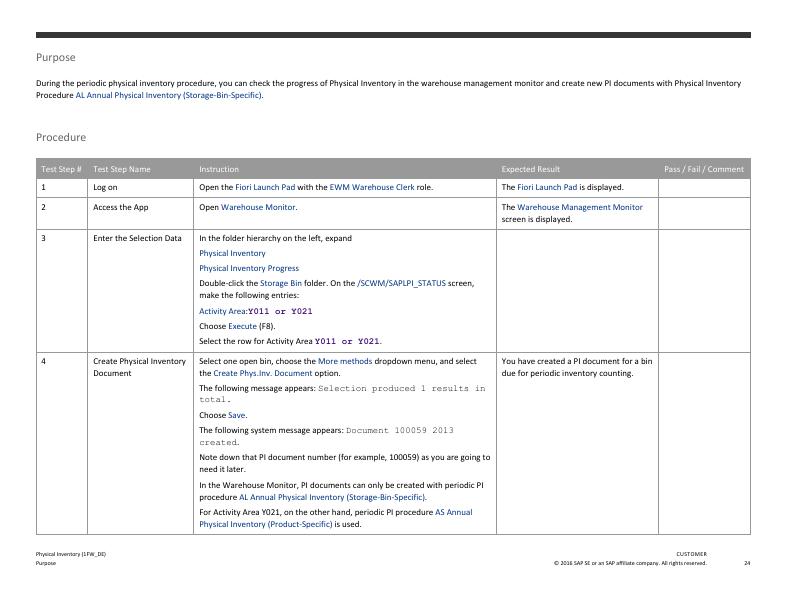 Purpose
During the periodic physical inventory procedure, you can check the progress of Physical Inventory in the warehouse management monitor and create new PI documents with Physical Inventory
Procedure AL Annual Physical Inventory (Storage-Bin-Specific).
Procedure
Test Step # Test Step Name Instruction Expected Result Pass / Fail / Comment
1 Log on Open the Fiori Launch Pad with the EWM Warehouse Clerk role. The Fiori Launch Pad is displayed.
2 Access the App Open Warehouse Monitor. The Warehouse Management Monitor
screen is displayed.
3 Enter the Selection Data In the folder hierarchy on the left, expand
Physical Inventory
Physical Inventory Progress
Double-click the Storage Bin folder. On the /SCWM/SAPLPI_STATUS screen,
make the following entries:
Activity Area:Y011 or Y021
Choose Execute (F8).
Select the row for Activity Area Y011 or Y021.
4 Create Physical Inventory Select one open bin, choose the More methods dropdown menu, and select You have created a PI document for a bin
Document the Create Phys.Inv. Document option. due for periodic inventory counting.
The following message appears: Selection produced 1 results in
total.
Choose Save.
The following system message appears: Document 100059 2013
created.
Note down that PI document number (for example, 100059) as you are going to
need it later.
In the Warehouse Monitor, PI documents can only be created with periodic PI
procedure AL Annual Physical Inventory (Storage-Bin-Specific).
For Activity Area Y021, on the other hand, periodic PI procedure AS Annual
Physical Inventory (Product-Specific) is used.
Physical Inventory (1FW_DE) CUSTOMER
Purpose © 2016 SAP SE or an SAP affiliate company. All rights reserved. 24